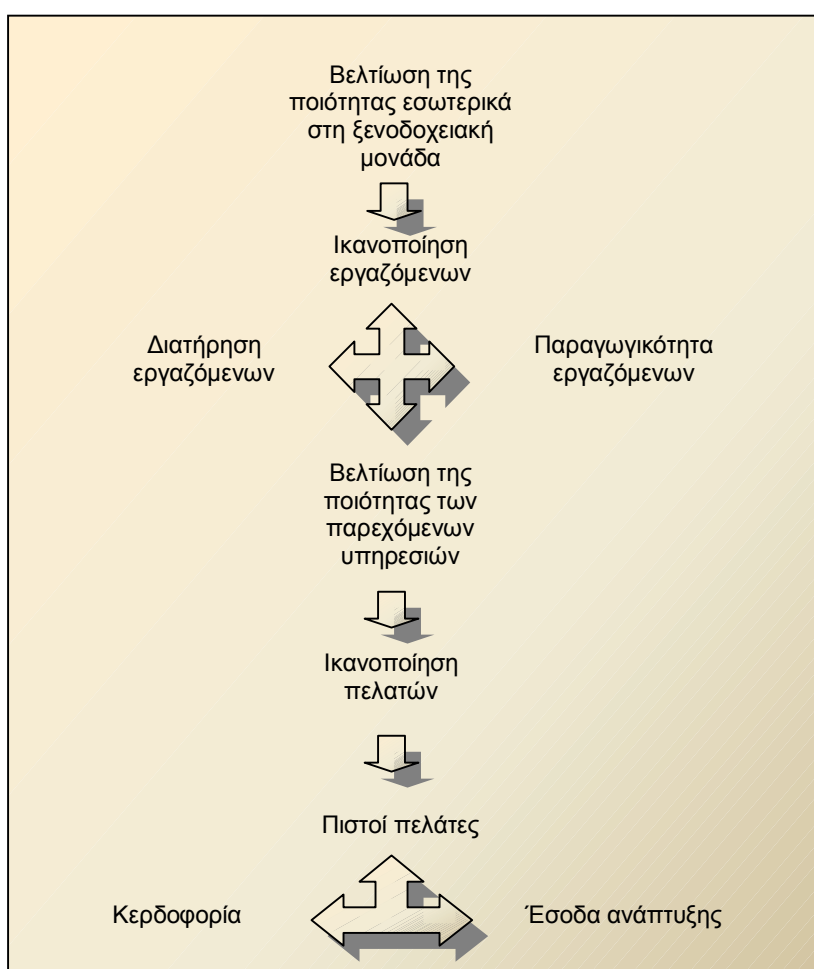 Βελτίωση της
ποιότητας εσωτερικά
στη ξενοδοχειακή
μονάδα
Ικανοποίηση
εργαζόμενων
Διατήρηση
εργαζόμενων
Παραγωγικότητα
εργαζόμενων
Βελτίωση της
ποιότητας των
παρεχόμενων
υπηρεσιών
Ικανοποίηση
πελατών
Πιστοί πελάτες
Κερδοφορία
Έσοδα ανάπτυξης